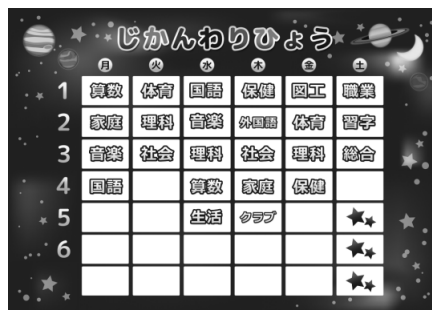 じかんわりひょう
月 火 水 木 金 土
1 算数 体育 国語 保健 図工 職業
2 家庭 理科 音楽 外国語 体育 習字
3 音楽 社会 理科 社会 理科 総合
4 国語 算数 家庭 保健
5 生活 クラブ
6